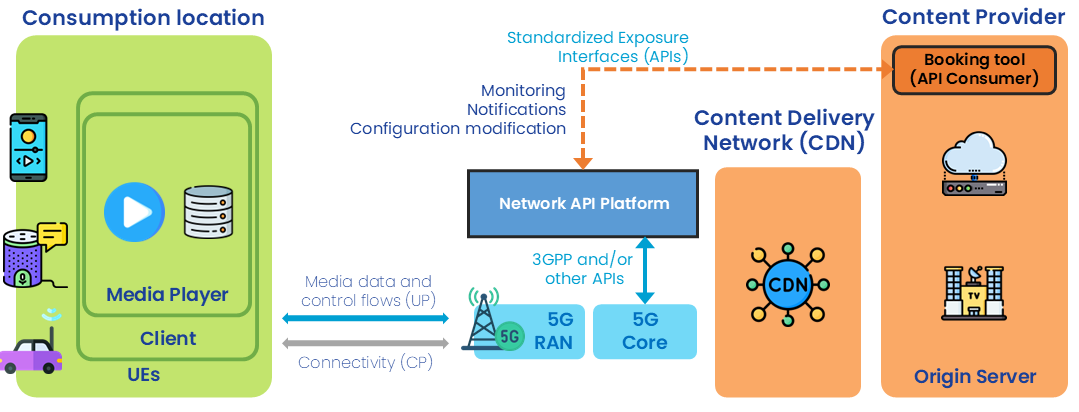 Consumption location
Content Provider
Standardized Exposure
Interfaces (APIs)
Booking tool
(API Consumer)
Monitoring
Notifications
Configuration modification
Content Delivery
Network (CDN)
Network API Platform
3GPP and/or
other APIs
CDN
TV
Media Player
Media data and
control flows (UP)
5G
5G
RAN
5G
Core
Client
Connectivity (CP)
UEs
Origin Server